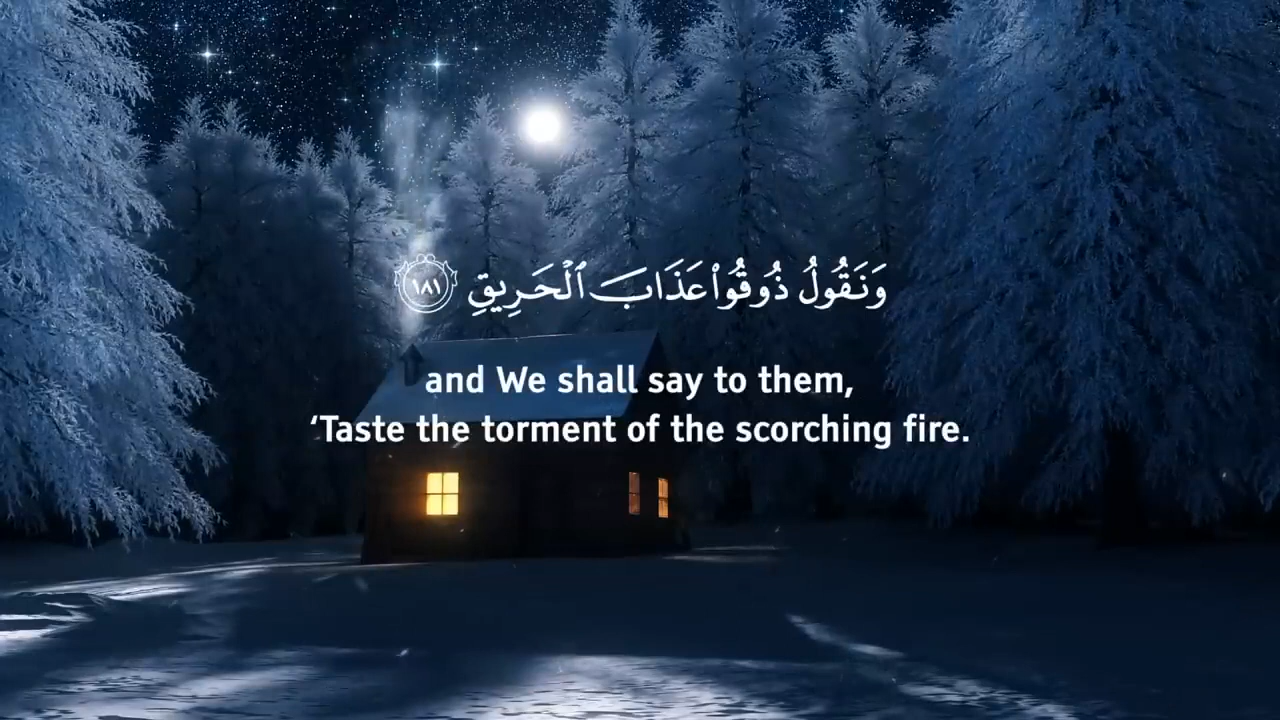 وَنَقُولُ ذُوقُوا۟ عَذَابَ ٱلْحَرِيقِ ١٨١
and We shall say to them,
‘Taste the torment of the scorching fire.